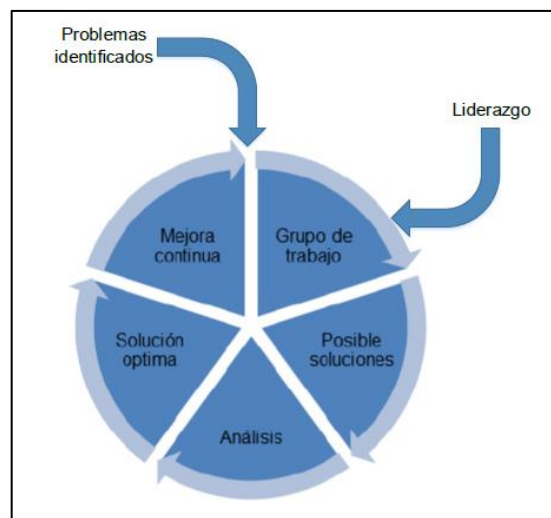 Problemas
identificados
Liderazgo
Mejora
continua
Grupo de
trabajo
Solución
optima
Posible
soluciones
Análisis